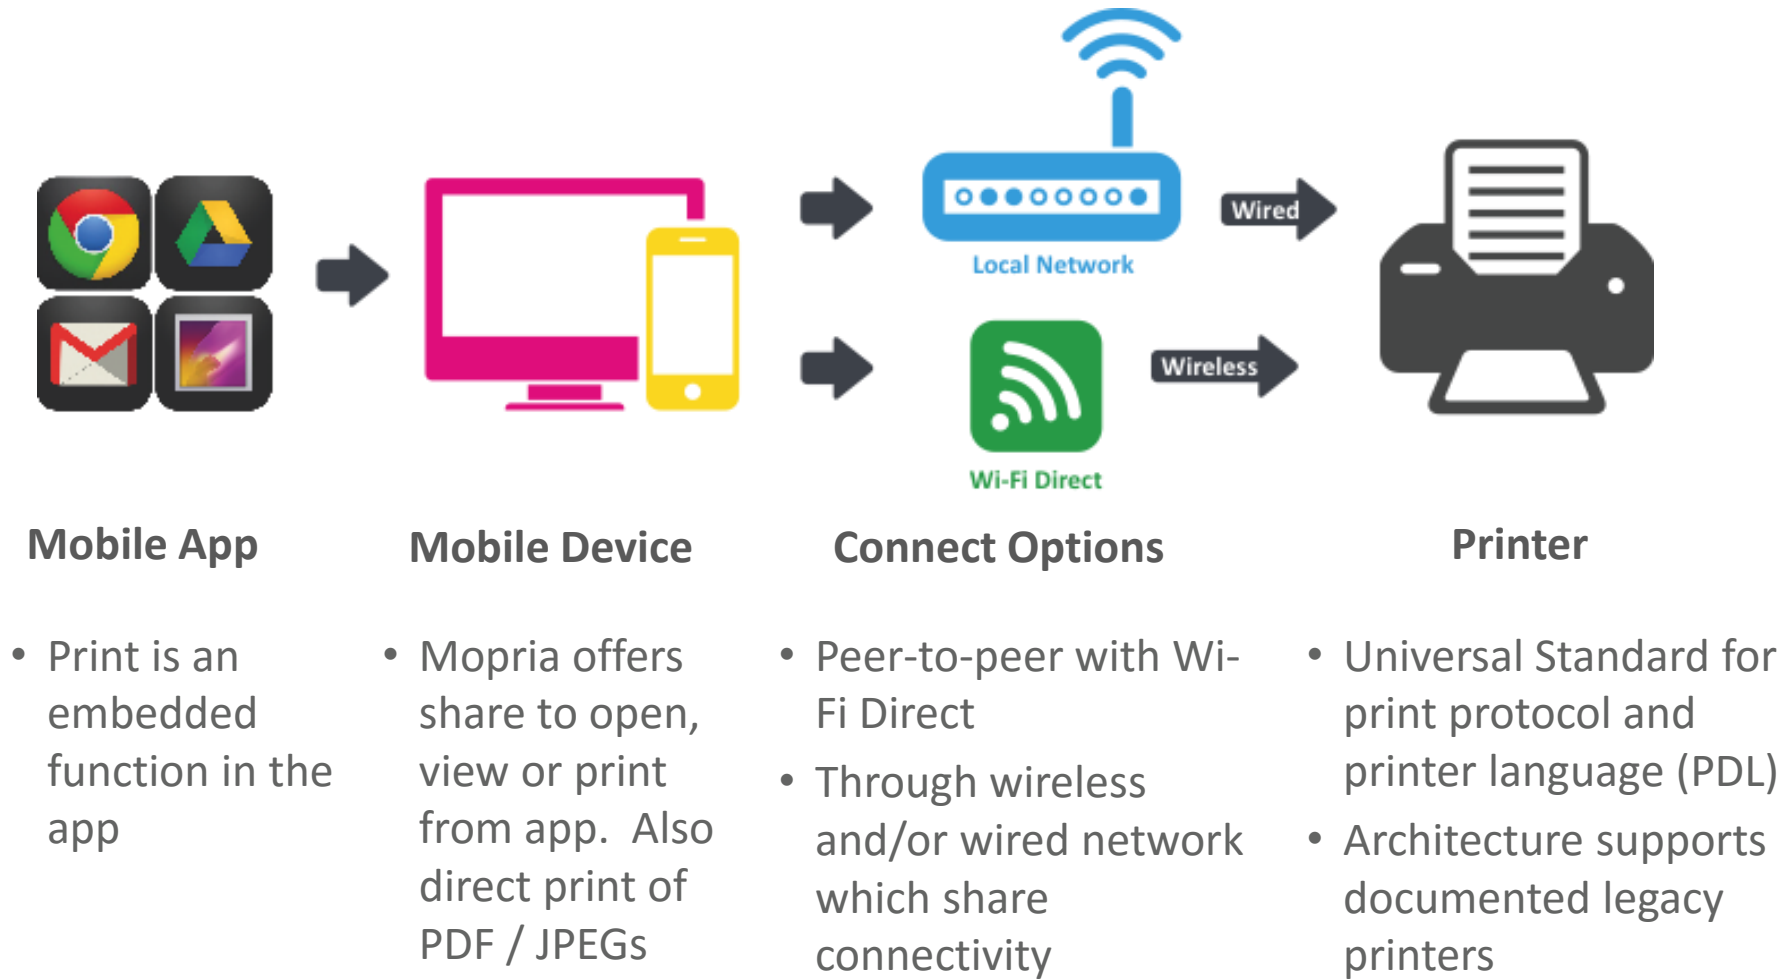 Wired
Local Network
Wireless
Wi-Fi Direct
Mobile App
Mobile Device
Connect Options
Printer
• Print is an
embedded
function in the
app
• Mopria offers
share to open,
view or print
from app.  Also
direct print of
PDF / JPEGs
• Peer-to-peer with Wi-
Fi Direct
• Through wireless
and/or wired network
which share
connectivity
• Universal Standard for
print protocol and
printer language (PDL)
• Architecture supports
documented legacy
printers